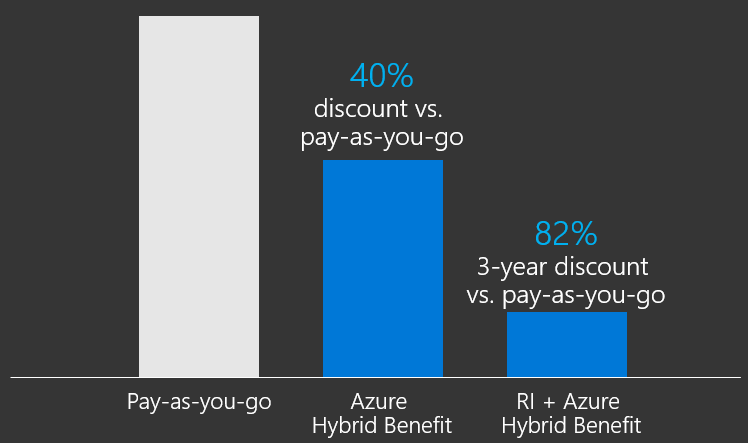 40%
discount vs.
pay-as-you-go
82%
3-year discount
vs. pay-as-you-go
Pay-as-you-go
Azure
Hybrid Benefit
RI + Azure
Hybrid Benefit